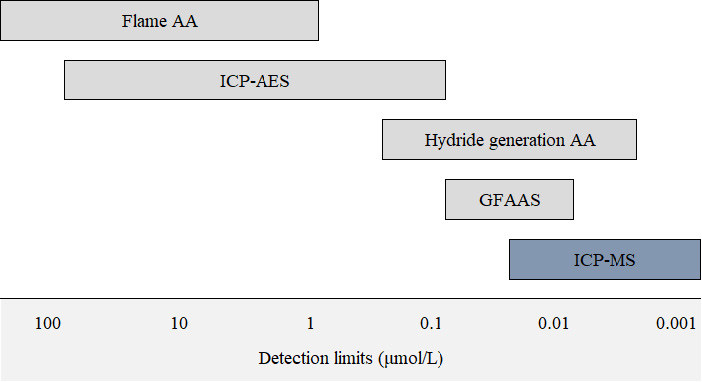 Flame AA
ICP-AES
Hydride generation AA
GFAAS
ICP-MS
100 10 1 0.1 0.01 0.001
Detection limits (μmol/L)